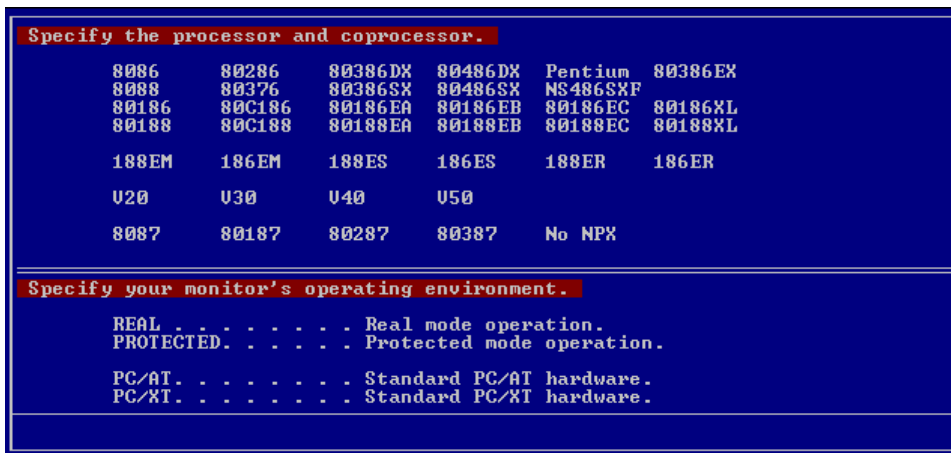 Specify the processor and coprocessor.
8086 80286 80386DX 80486DX Pentium 80386EX
8088 80376 80386SX 80486SX NS486SXF
80186 80C186 80186EA 80186EB 80186EC 80186XL
80188 80C188 80188EA 80188EB 80188EC 80188XL
188EM 186EM 188ES 186ES 188ER 186ER
V20 V30 V40 V50
8087 80187 80287 80387 No NPX
Specify your monitor's operating environment.
REAL . . . . . . . . Real mode operation.
PROTECTED. . . . . . Protected mode operation.
PC/AT. . . . . . . . Standard PC/AT hardware.
PC/XT. . . . . . . . Standard PC/XT hardware.